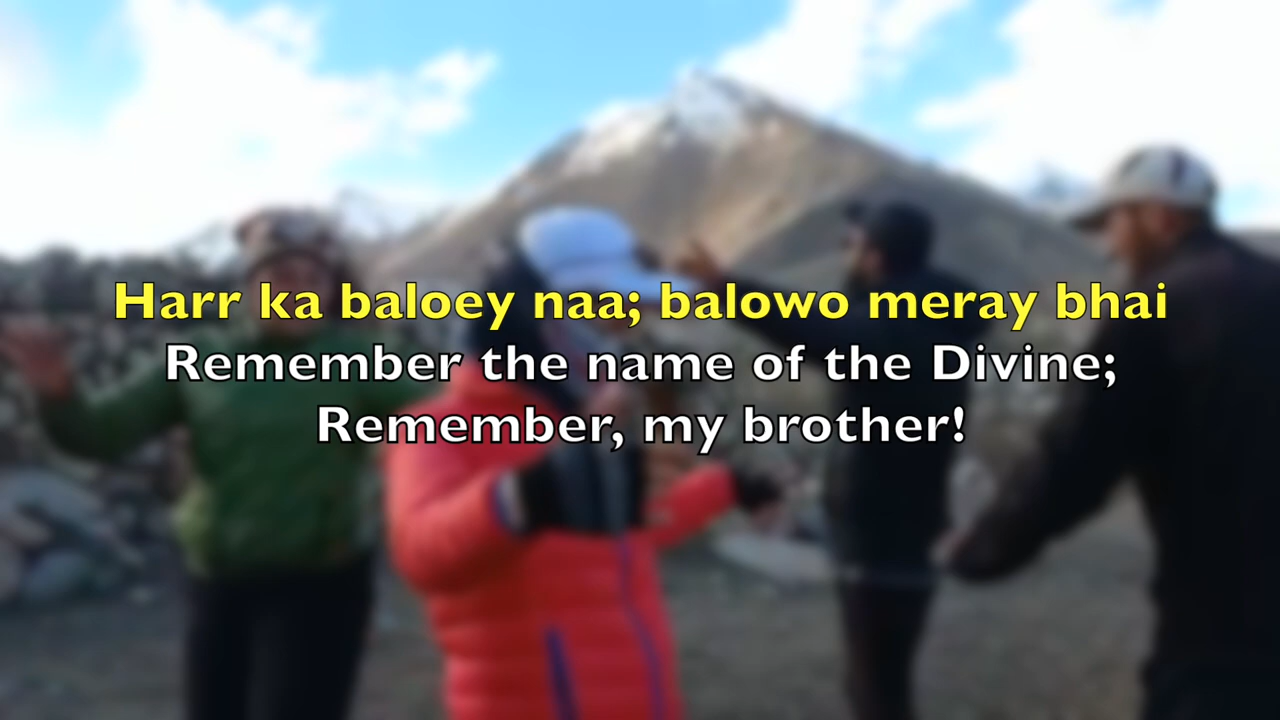 Harr ka baloey naa; balowo meray bhai
Remember the name of the Divine;
Remember, my brother!